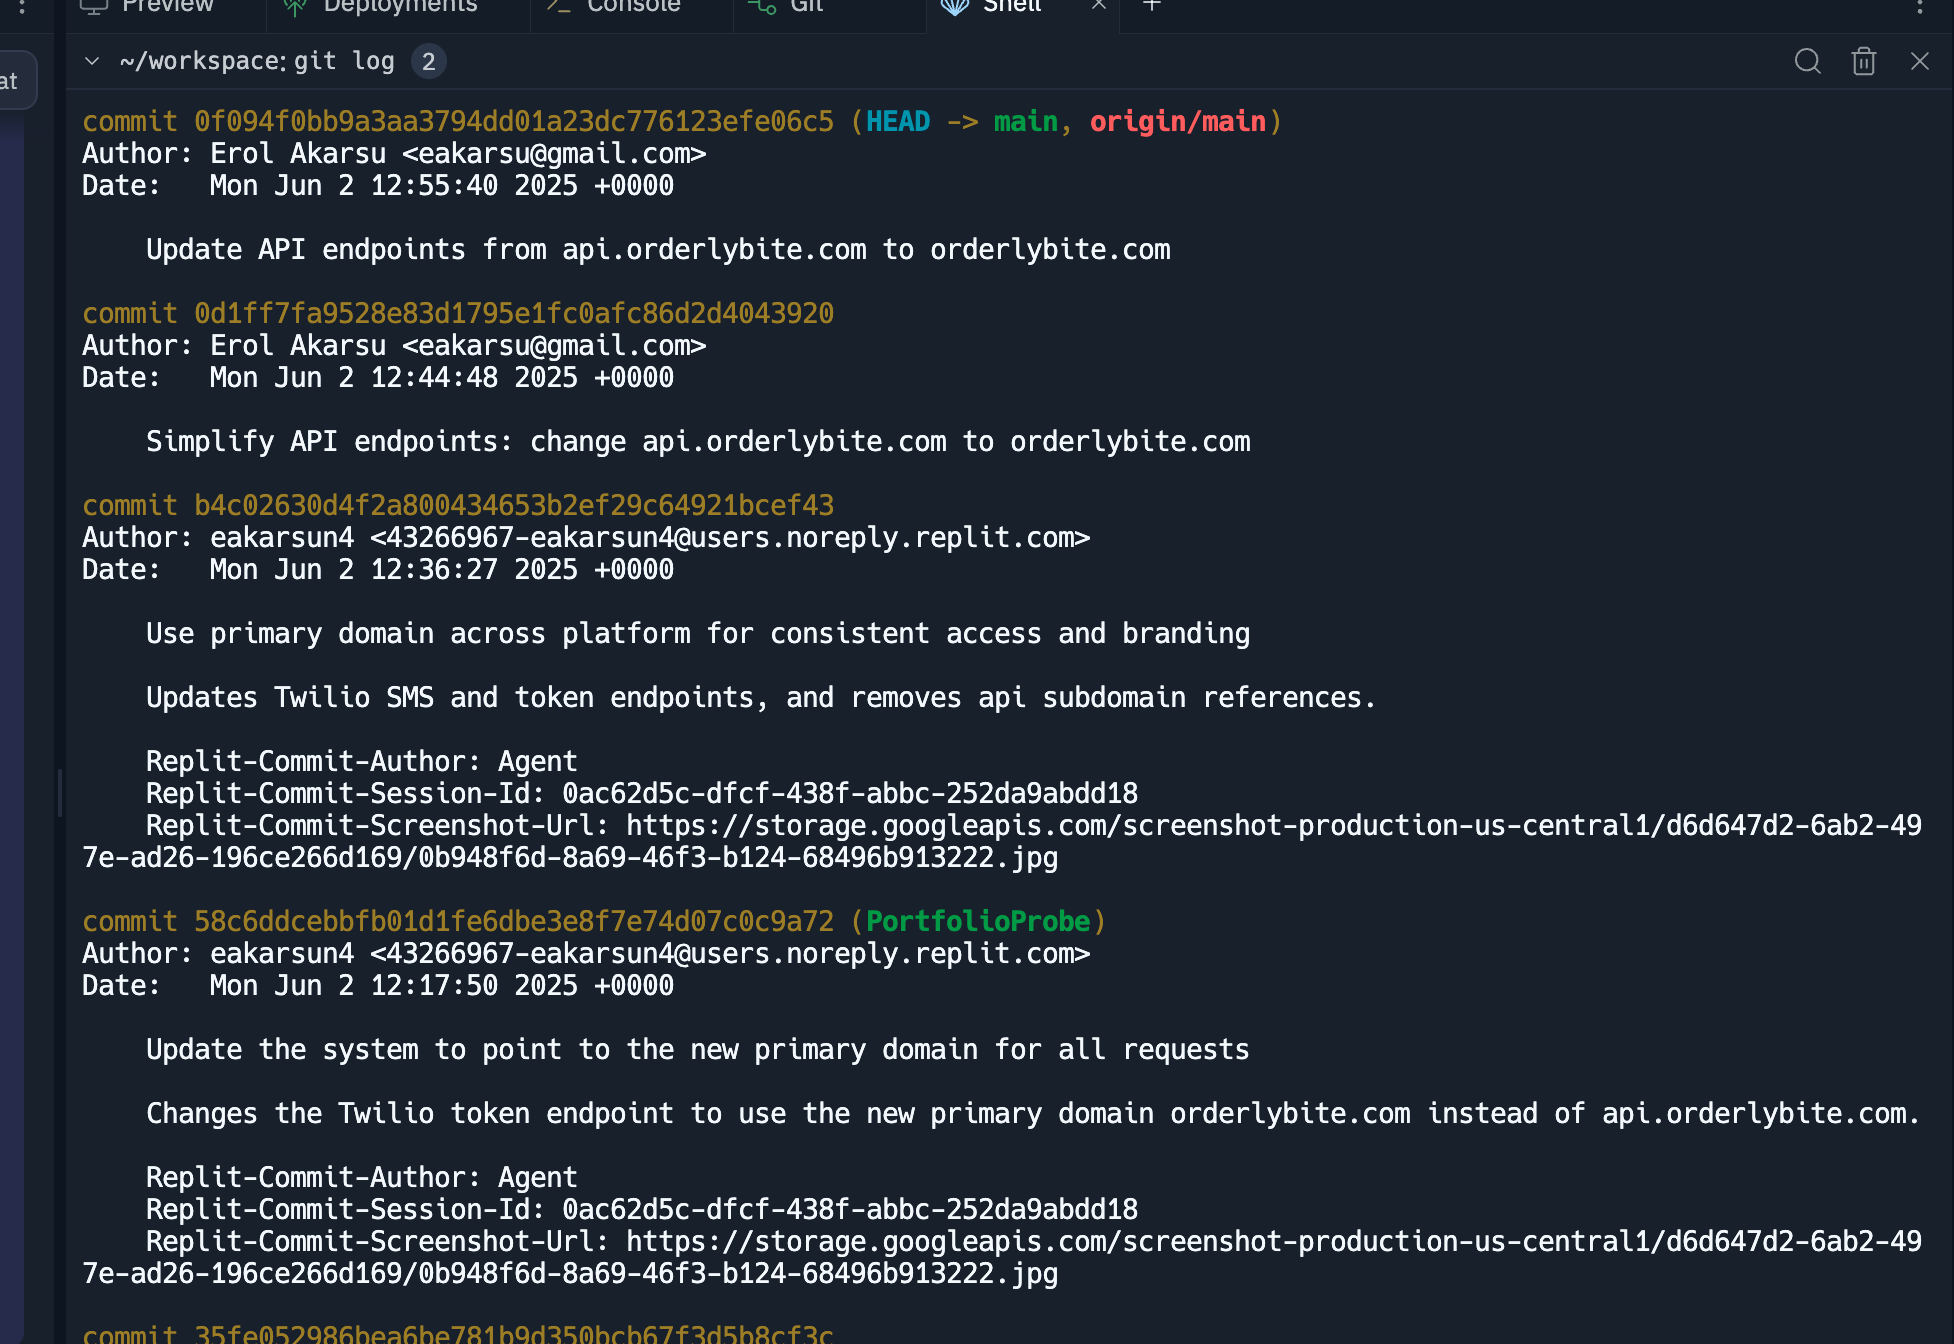 Preview
Deployments
Console
Git
Shell
at
~/workspace: git log 2
commit 0f094f0bb9a3aa3794dd01a23dc776123efe06c5 (HEAD -> main, origin/main)
Author: Erol Akarsu <eakarsu@gmail.com>
Date:   Mon Jun 2 12:55:40 2025 +0000
Update API endpoints from api.orderlybite.com to orderlybite.com
commit 0d1ff7fa9528e83d1795e1fc0afc86d2d4043920
Author: Erol Akarsu <eakarsu@gmail.com>
Date:   Mon Jun 2 12:44:48 2025 +0000
Simplify API endpoints: change api.orderlybite.com to orderlybite.com
commit b4c02630d4f2a800434653b2ef29c64921bcef43
Author: eakarsun4 <43266967-eakarsun4@users.noreply.replit.com>
Date:   Mon Jun 2 12:36:27 2025 +0000
Use primary domain across platform for consistent access and branding
Updates Twilio SMS and token endpoints, and removes api subdomain references.
Replit-Commit-Author: Agent
Replit-Commit-Session-Id: 0ac62d5c-dfcf-438f-abbc-252da9abdd18
Replit-Commit-Screenshot-Url: https://storage.googleapis.com/screenshot-production-us-central1/d6d647d2-6ab2-49
7e-ad26-196ce266d169/0b948f6d-8a69-46f3-b124-68496b913222.jpg
commit 58c6ddcebbfb01d1fe6dbe3e8f7e74d07c0c9a72 (PortfolioProbe)
Author: eakarsun4 <43266967-eakarsun4@users.noreply.replit.com>
Date:   Mon Jun 2 12:17:50 2025 +0000
Update the system to point to the new primary domain for all requests
Changes the Twilio token endpoint to use the new primary domain orderlybite.com instead of api.orderlybite.com.
Replit-Commit-Author: Agent
Replit-Commit-Session-Id: 0ac62d5c-dfcf-438f-abbc-252da9abdd18
Replit-Commit-Screenshot-Url: https://storage.googleapis.com/screenshot-production-us-central1/d6d647d2-6ab2-49
7e-ad26-196ce266d169/0b948f6d-8a69-46f3-b124-68496b913222.jpg
commit 35fe052986bea6be781b9d350bcb67f3d5b8cf3c